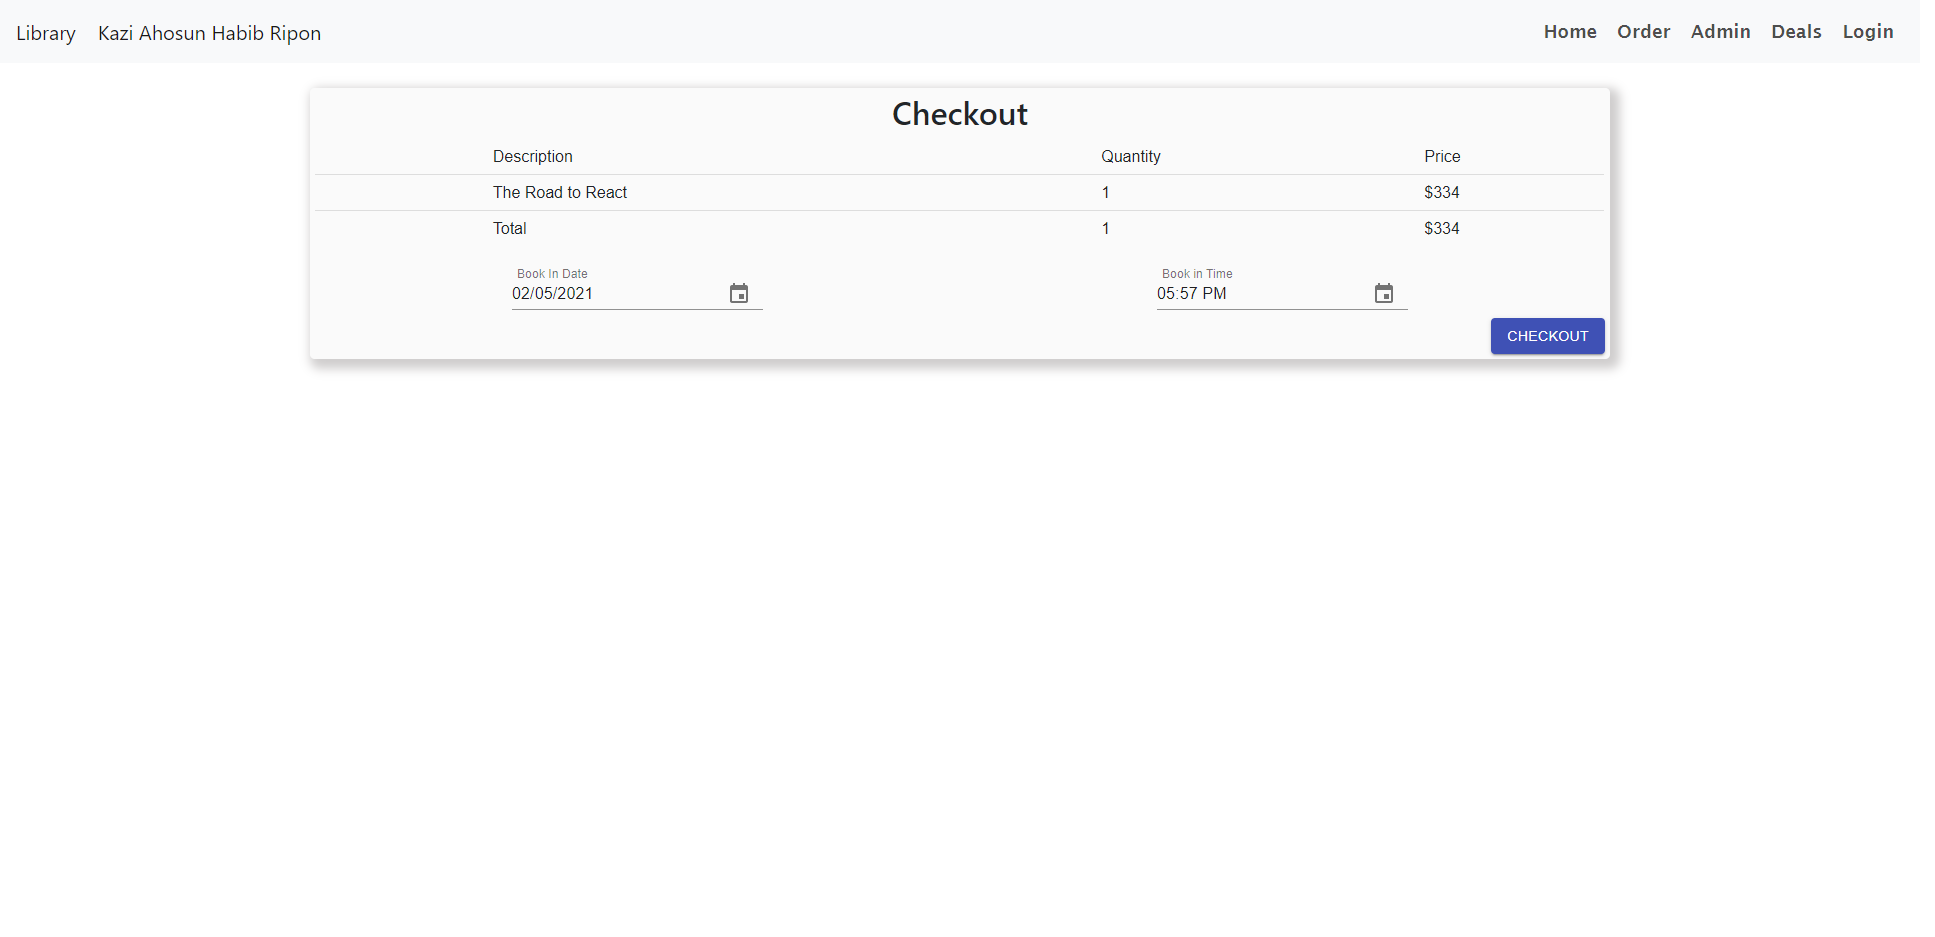 Library Kazi Ahosun Habib Ripon Home Order Admin Deals Login
Checkout
Description Quantity Price
The Road to React 1 $334
Total 1 $334
Book In Date Book in Time
02/05/2021 05:57 PM
CHECKOUT